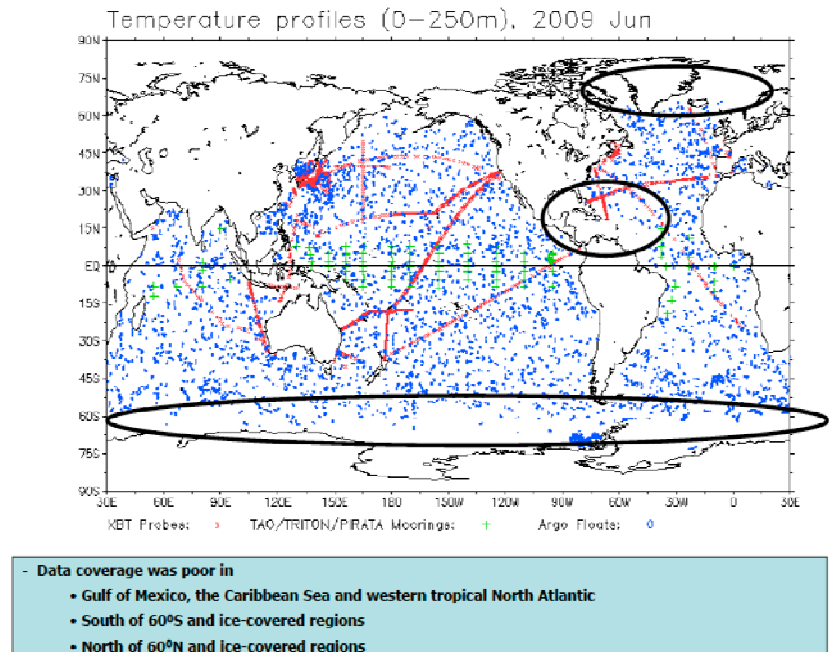 Temperature profiles (0-250m), 2009 Jun
90N
75N
60N
45N
30N
15N
EQ
15S
30S
45S
60S
75S
90S
30E 60E 90E 120E 150E 180 150W 120W 90W 60W 30W 0 30E
XBT Probes: TAO/TRITON/PIRATA Moorings: + Argo Floats:
- Data coverage was poor in
• Gulf of Mexico, the Caribbean Sea and western tropical North Atlantic
• South of 60ºS and ice-covered regions
• North of 60ºN and ice-covered regions